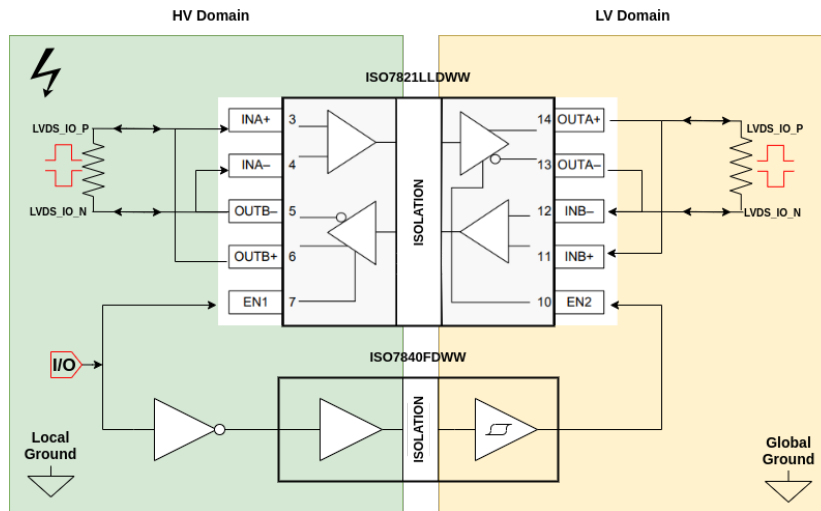 HV Domain
LV Domain
ISO7821LLDWW
LVDS_IO_P
LVDS_IO_N
INA+
3
INA–
4
OUTB–
5
OUTB+
6
EN1
7
ISOLATION
14
OUTA+
13
OUTA–
12
INB–
11
INB+
10
EN2
LVDS_IO_P
LVDS_IO_N
I/O
ISO7840FDWW
ISOLATION
Local
Ground
Global
Ground